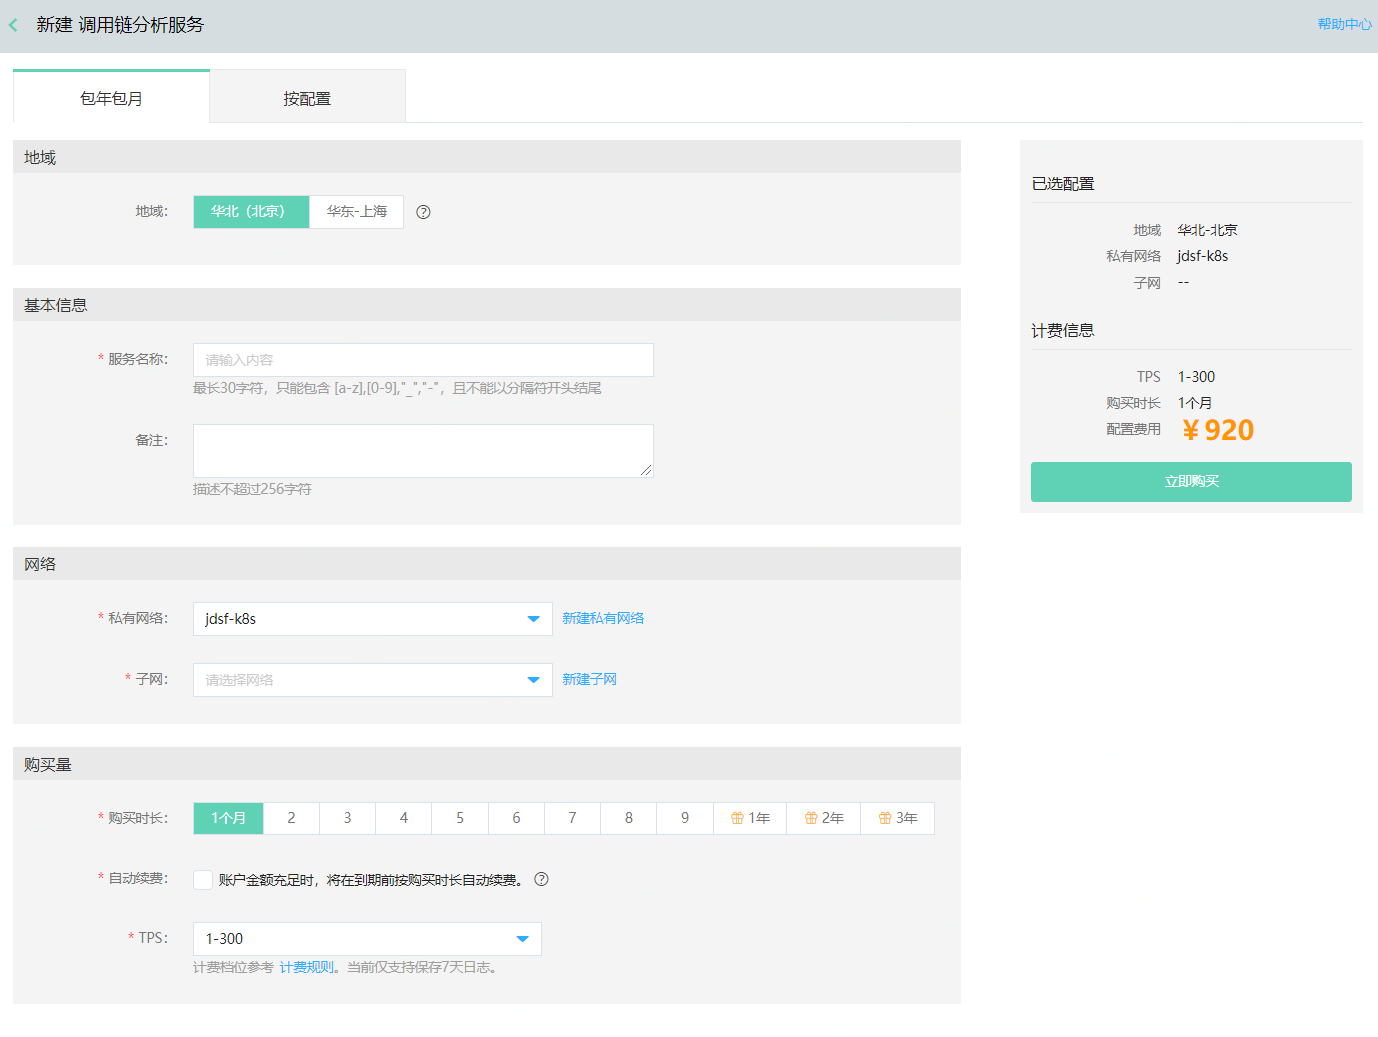 新建 调用链分析服务
帮助中心
包年包月
按配置
地域
地域：
华北（北京）
华东-上海
基本信息
* 服务名称：
请输入内容
最长30字符，只能包含 [a-z],[0-9],"_","-"，且不能以分隔符开头结尾
备注：
描述不超过256字符
网络
* 私有网络：
jdsf-k8s
新建私有网络
* 子网：
请选择网络
新建子网
购买量
* 购买时长：
1个月
2
3
4
5
6
7
8
9
1年
2年
3年
* 自动续费：
账户金额充足时，将在到期前按购买时长自动续费。
* TPS：
1-300
计费档位参考 计费规则。当前仅支持保存7天日志。
已选配置
地域 华北-北京
私有网络 jdsf-k8s
子网 --
计费信息
TPS 1-300
购买时长 1个月
配置费用 ￥920
立即购买